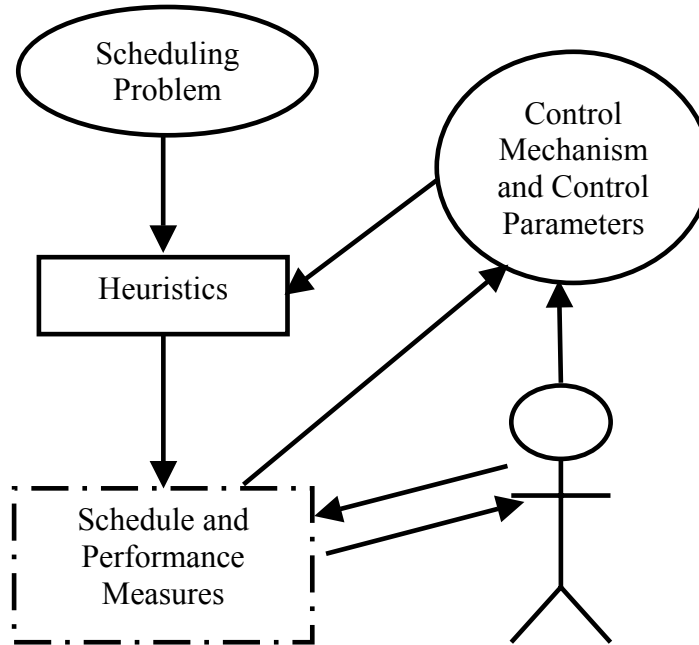 Scheduling
Problem
Control
Mechanism
and Control
Parameters
Heuristics
Schedule and
Performance
Measures